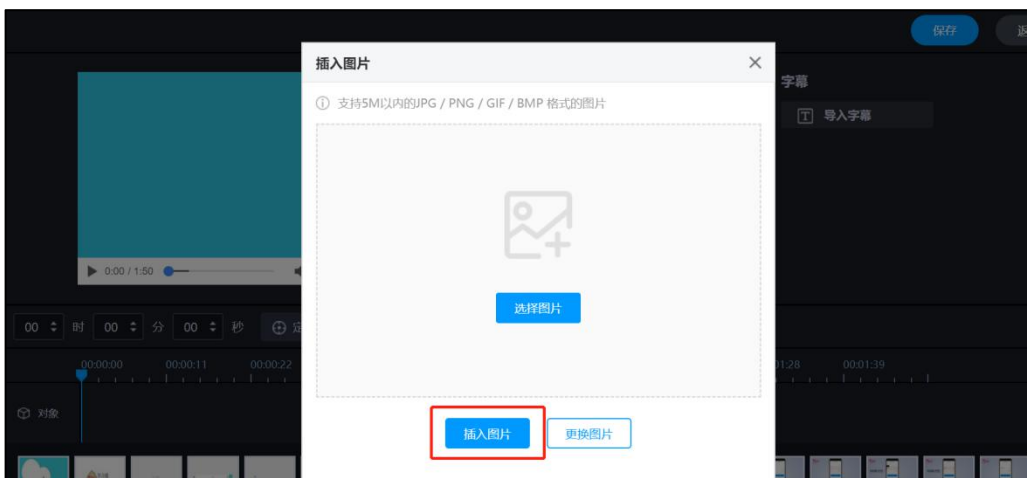 保存
插入图片
支持5M以内的JPG / PNG / GIF / BMP 格式的图片
字幕
导入字幕
0:00 / 1:50
选择图片
00 时 00 分 00 秒
00:00:00 00:00:11 00:00:22 00:01:39
对象
插入图片 更换图片